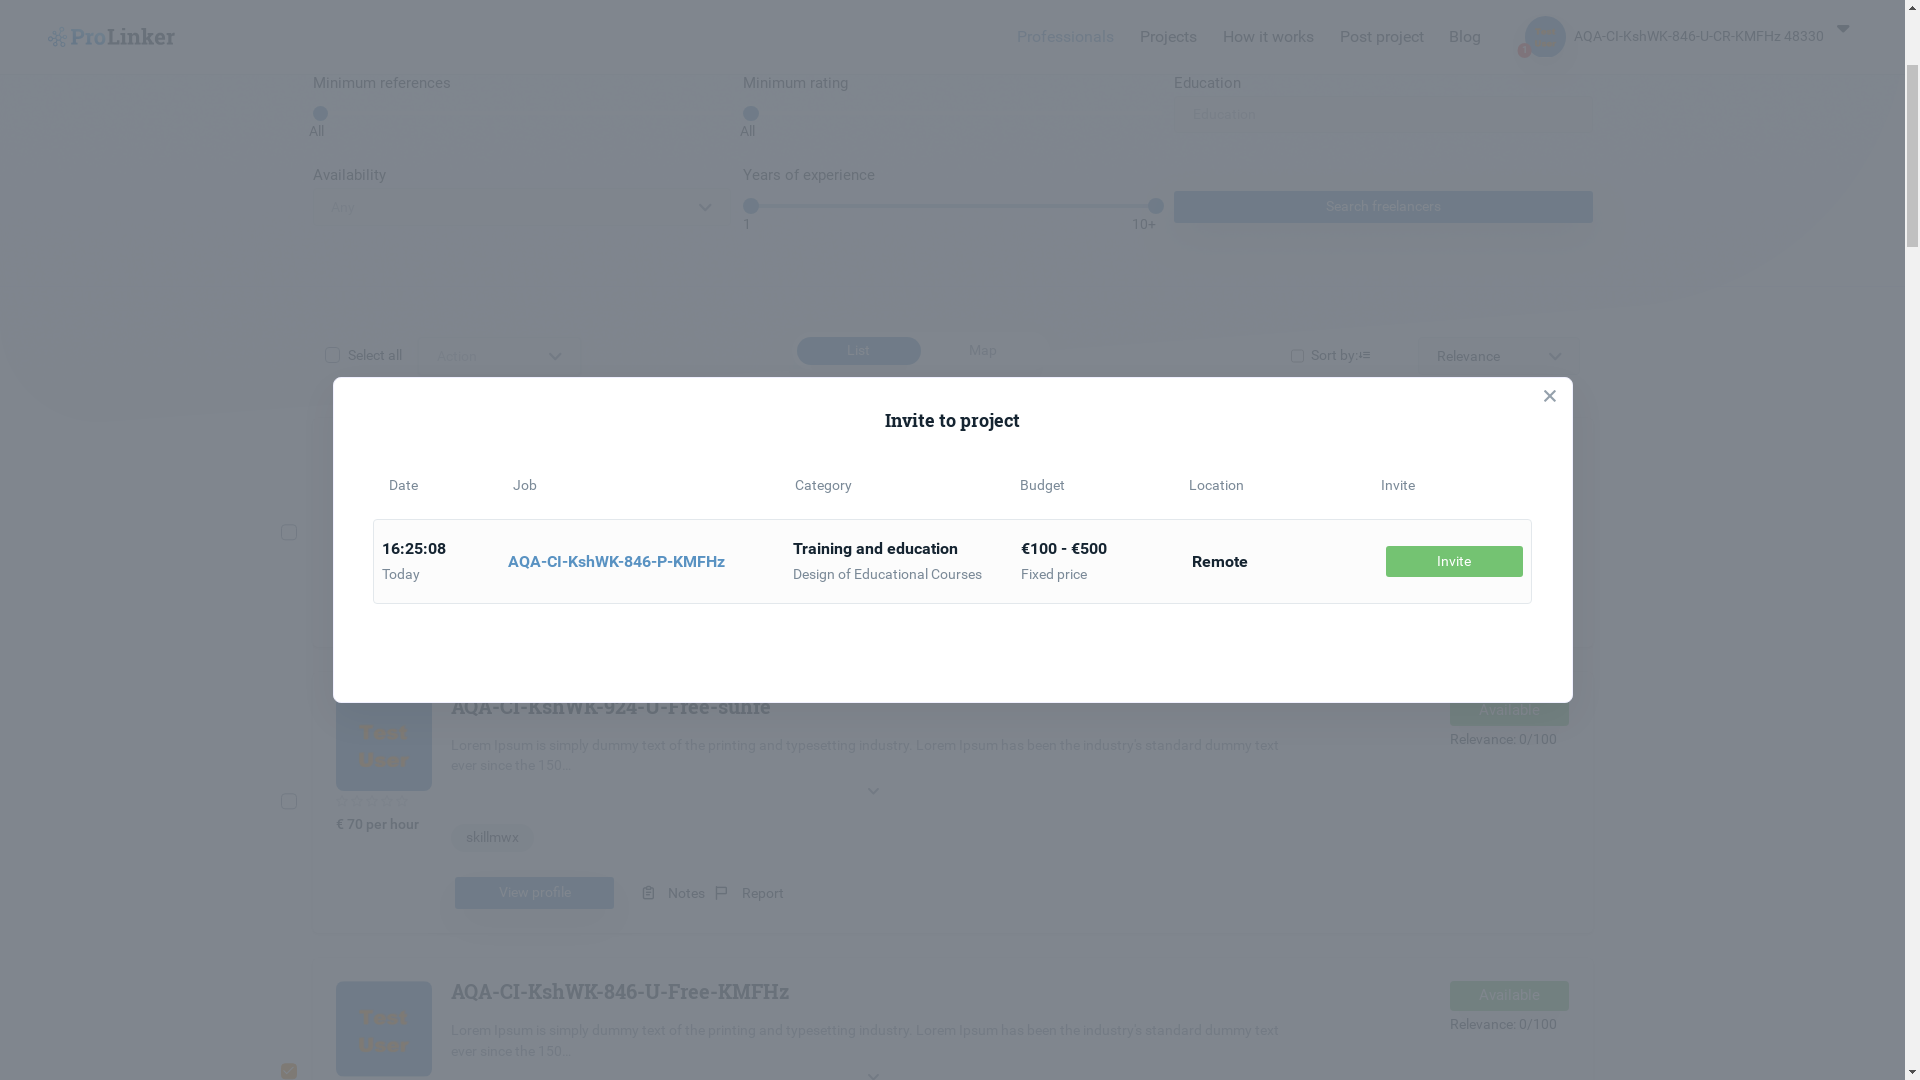 ProLinker
Professionals
Projects
How it works
Post project
Blog
AQA-CI-KshWK-846-U-CR-KMFHz 48330
Minimum references
Minimum rating
Education
Education
All
All
Availability
Years of experience
Any
Search freelancers
1
10+
Select all
Action
List
Map
Sort by:
Relevance
Invite to project
Date
Job
Category
Budget
Location
Invite
16:25:08
Today
AQA-CI-KshWK-846-P-KMFHz
Training and education
Design of Educational Courses
€100 - €500
Fixed price
Remote
Invite
AQA-CI-KshWK-924-U-Free-sunfe
Available
Relevance: 0/100
Test
User
Lorem Ipsum is simply dummy text of the printing and typesetting industry. Lorem Ipsum has been the industry's standard dummy text
ever since the 150...
€ 70 per hour
skillmwx
View profile
Notes
Report
AQA-CI-KshWK-846-U-Free-KMFHz
Available
Relevance: 0/100
Test
User
Lorem Ipsum is simply dummy text of the printing and typesetting industry. Lorem Ipsum has been the industry's standard dummy text
ever since the 150...